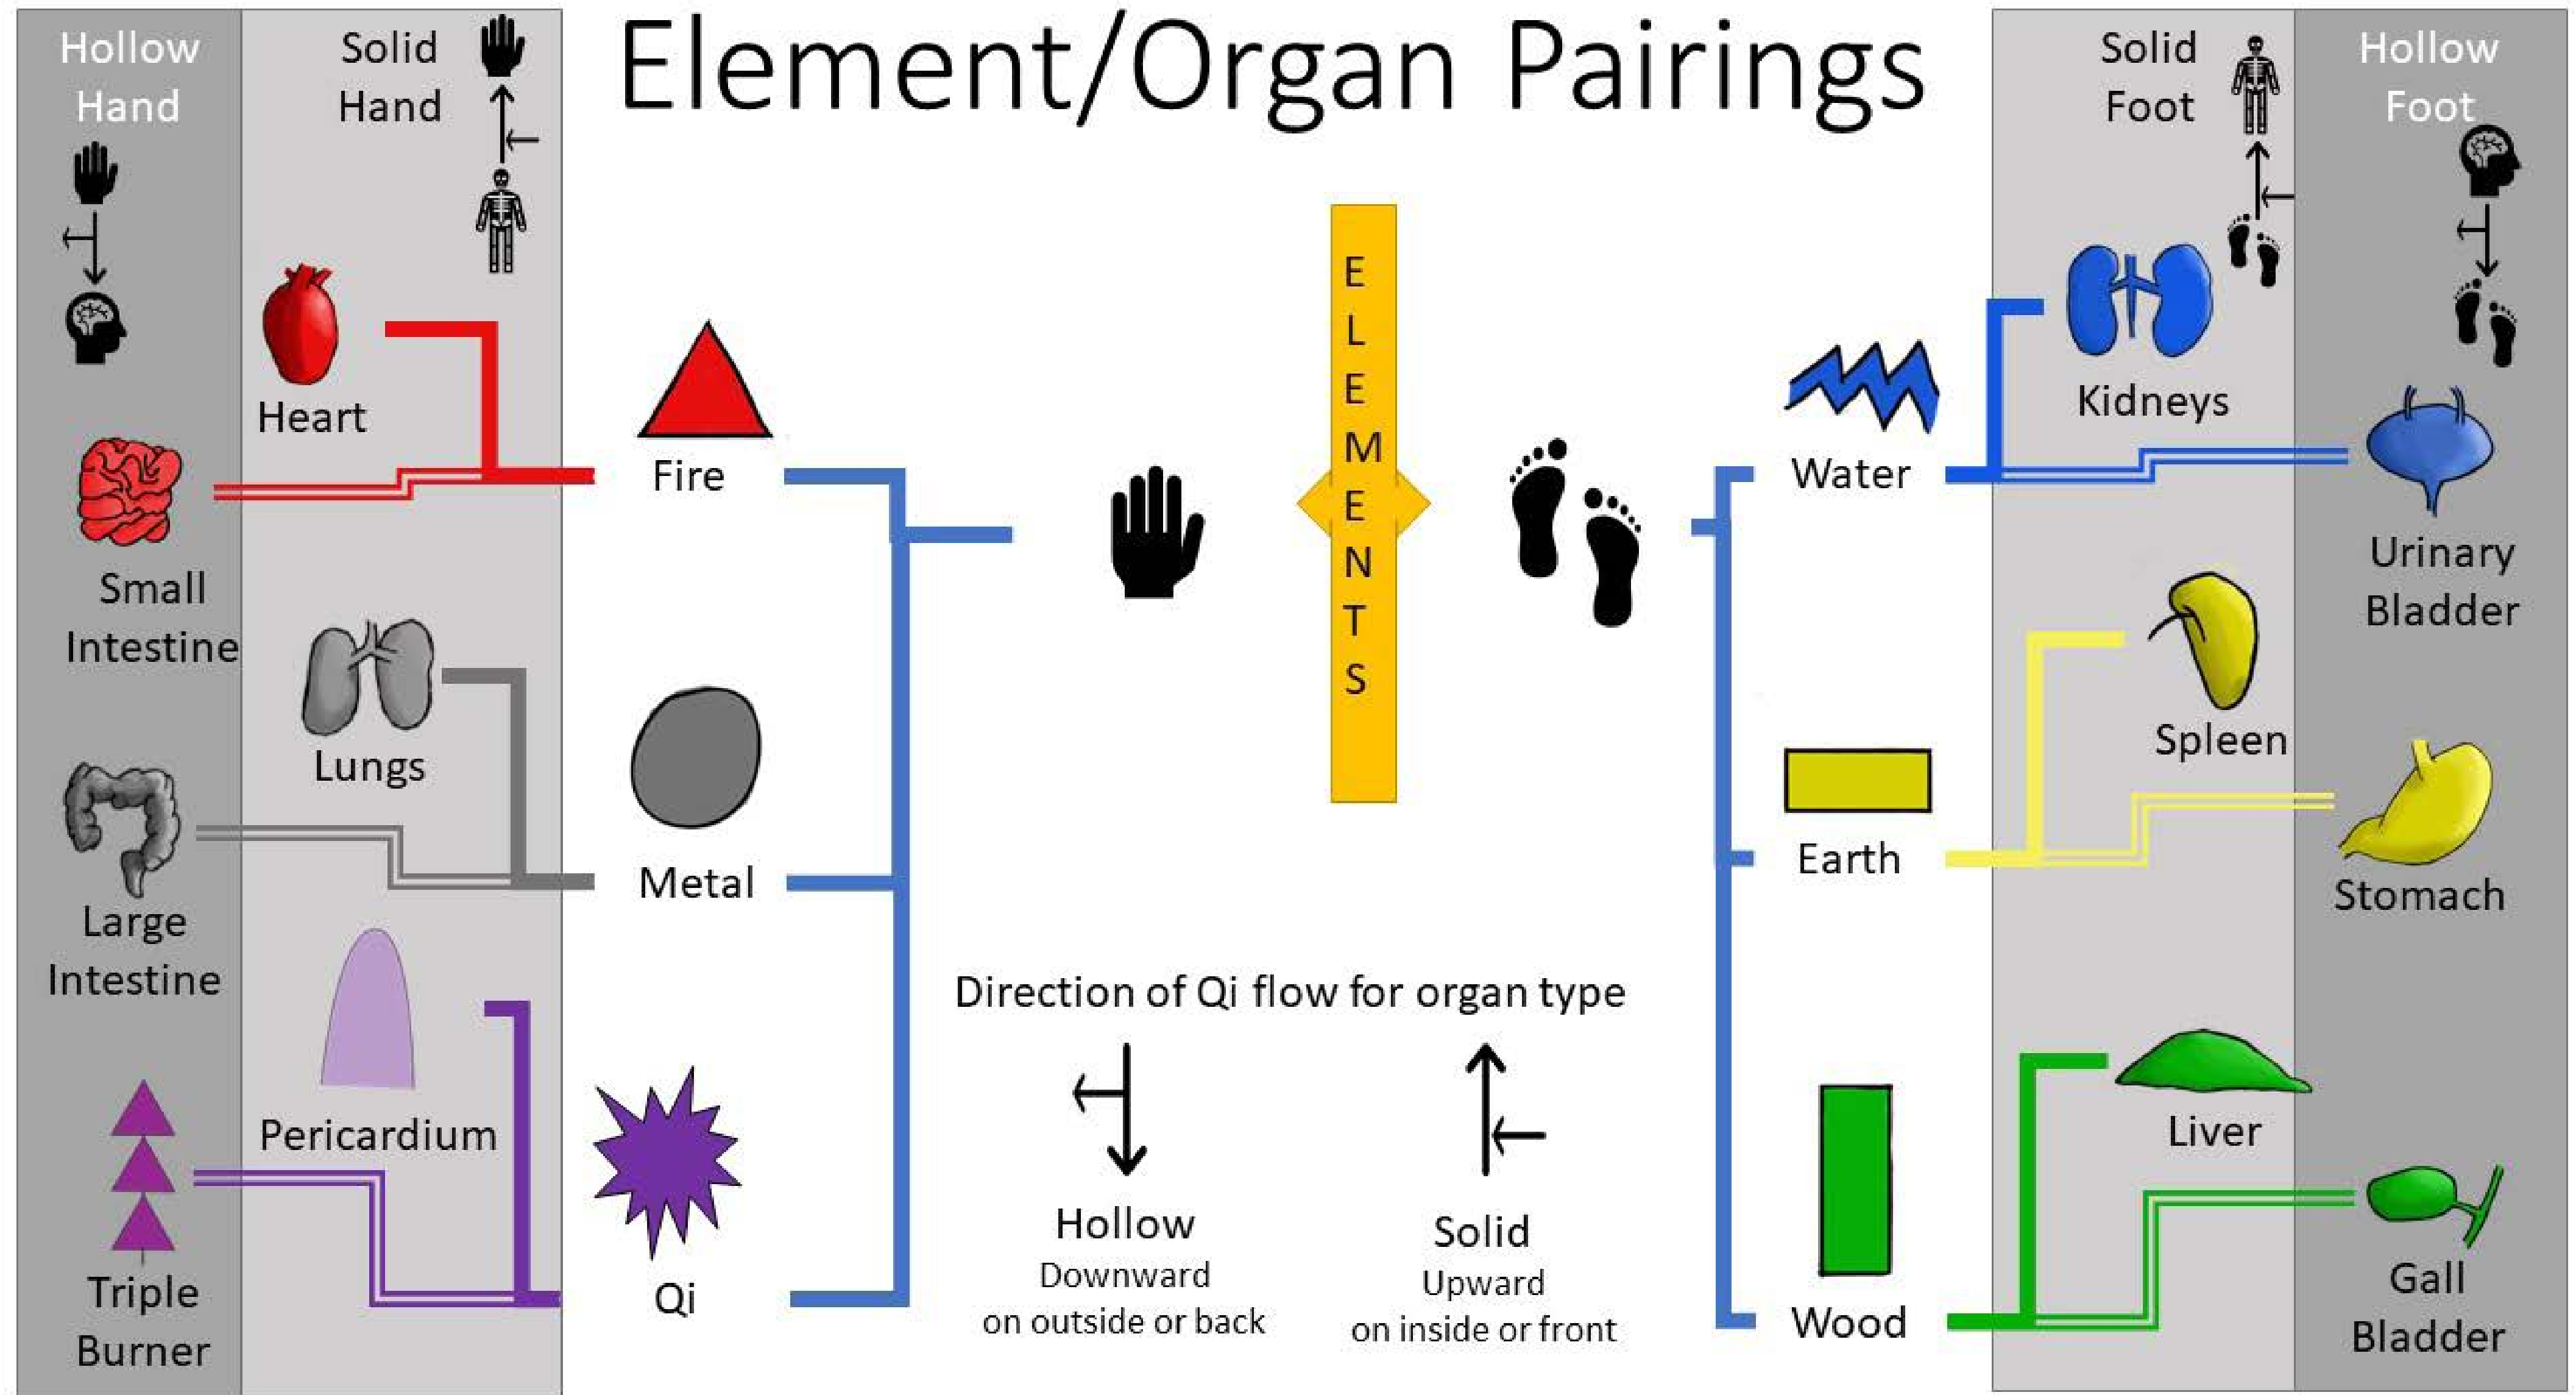 Element/Organ Pairings
Hollow
Hand
Solid
Hand
Solid
Foot
Hollow
Foot
Heart
Small
Intestine
Lungs
Large
Intestine
Pericardium
Triple
Burner
Fire
Metal
Qi
ELEMENTS
Water
Earth
Wood
Kidneys
Urinary
Bladder
Spleen
Stomach
Liver
Gall
Bladder
Direction of Qi flow for organ type
Hollow
Downward
on outside or back
Solid
Upward
on inside or front